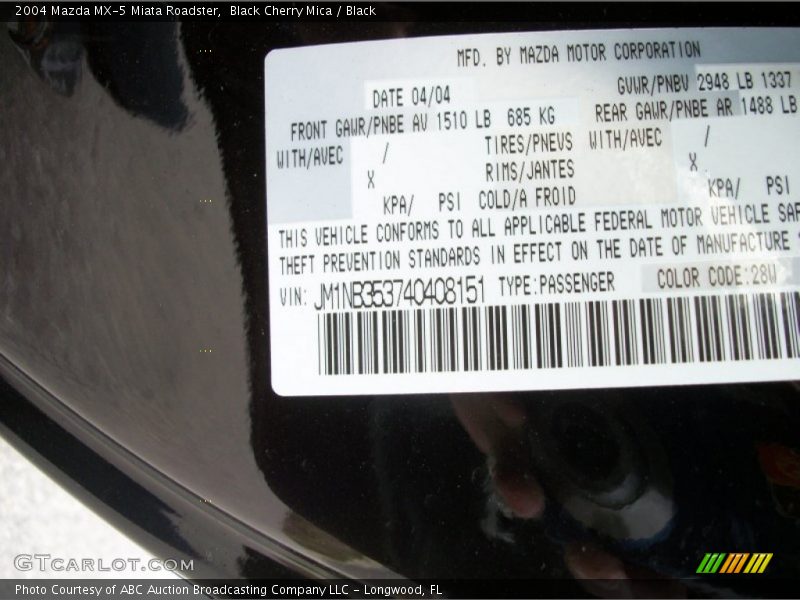 2004 Mazda MX-5 Miata Roadster, Black Cherry Mica / Black
MFD. BY MAZDA MOTOR CORPORATION
DATE 04/04 GVWR/PNBV 2948 LB 1337
FRONT GAWR/PNBE AV 1510 LB 685 KG REAR GAWR/PNBE AR 1488 LB
WITH/AVEC / TIRES/PNEUS WITH/AVEC /
X RIMS/JANTES X
KPA/ PSI COLD/A FROID KPA/ PSI
THIS VEHICLE CONFORMS TO ALL APPLICABLE FEDERAL MOTOR VEHICLE SAF
THEFT PREVENTION STANDARDS IN EFFECT ON THE DATE OF MANUFACTURE
VIN: JM1NB353740408151 TYPE:PASSENGER COLOR CODE:28W
GTCARLOT.COM
Photo Courtesy of ABC Auction Broadcasting Company LLC - Longwood, FL